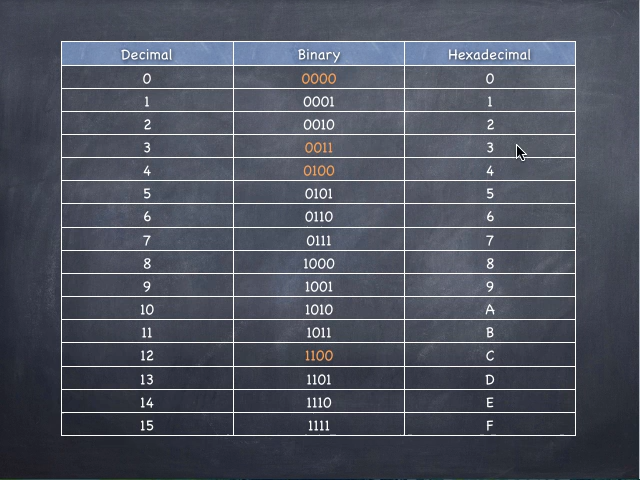 Decimal Binary Hexadecimal
0 0000 0
1 0001 1
2 0010 2
3 0011 3
4 0100 4
5 0101 5
6 0110 6
7 0111 7
8 1000 8
9 1001 9
10 1010 A
11 1011 B
12 1100 C
13 1101 D
14 1110 E
15 1111 F